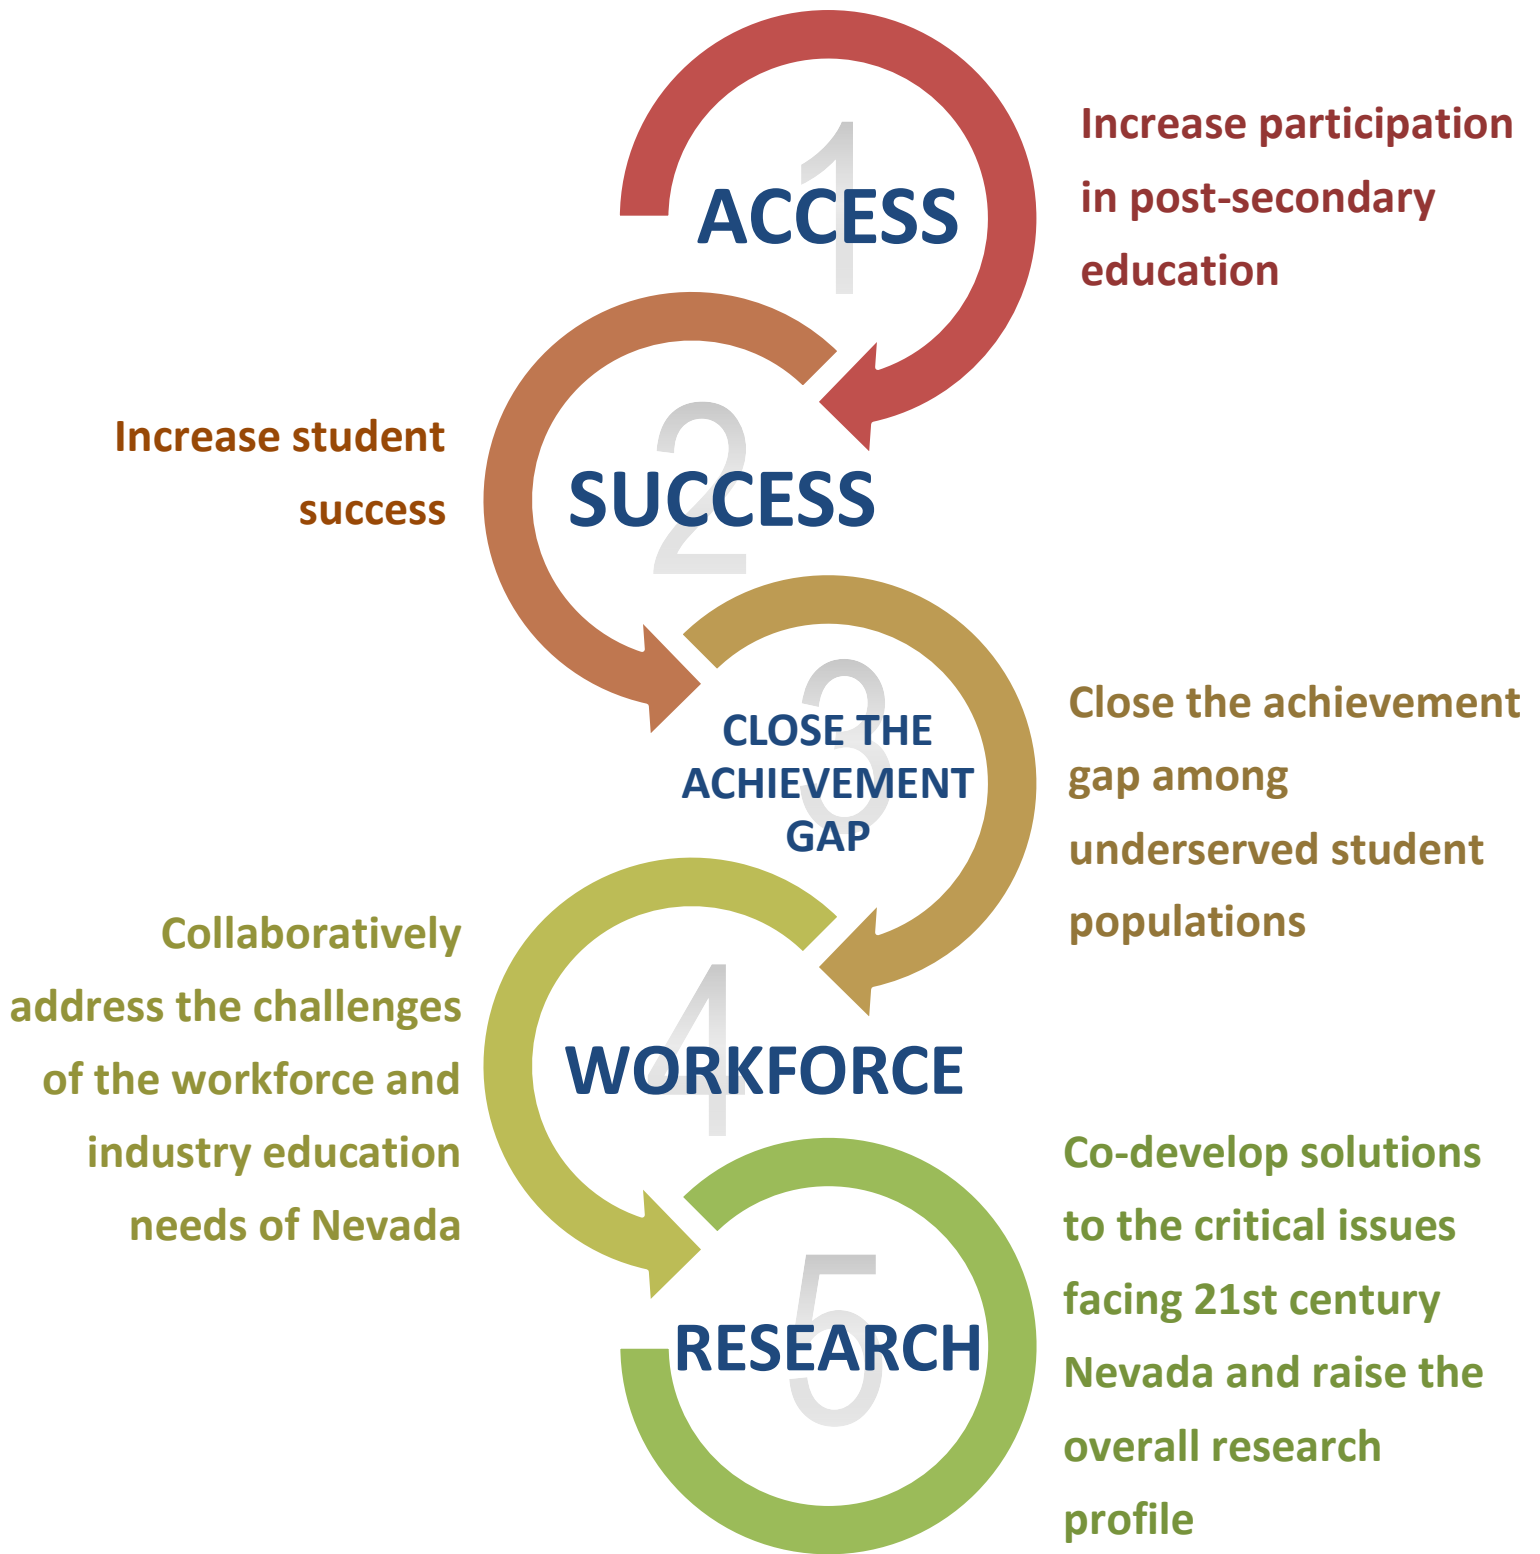 1
ACCESS
Increase participation
in post-secondary
education
2
SUCCESS
Increase student
success
3
CLOSE THE
ACHIEVEMENT
GAP
Close the achievement
gap among
underserved student
populations
4
WORKFORCE
Collaboratively
address the challenges
of the workforce and
industry education
needs of Nevada
5
RESEARCH
Co-develop solutions
to the critical issues
facing 21st century
Nevada and raise the
overall research
profile